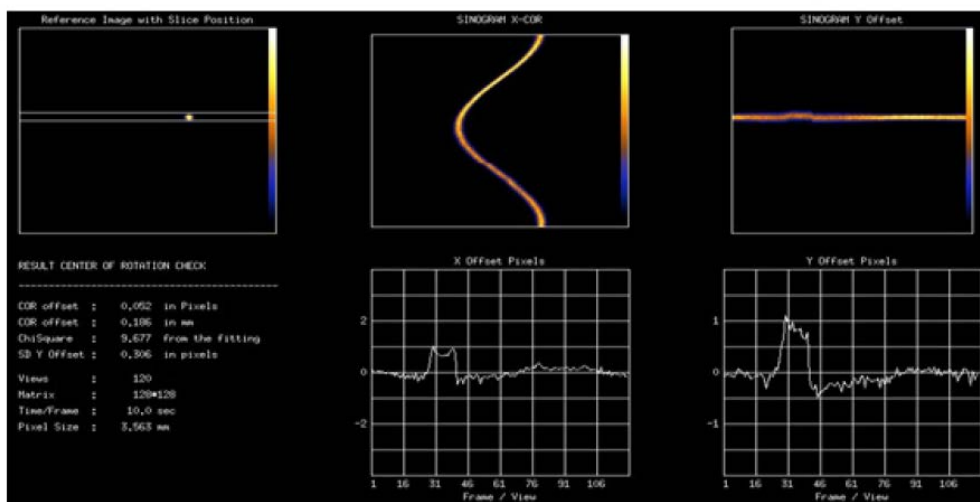 Reference Image with Slice Position
SINOGRAM X-COR
SINOGRAM Y Offset
RESULT CENTER OF ROTATION CHECK
----------------------------------------
COR offset : 0.052 in Pixels
COR offset : 0.186 in mm
ChiSquare : 9.677 from the fitting
SD Y Offset : 0.306 in pixels
Views : 120
Matrix : 128*128
Time/Frame : 10.0 sec
Pixel Size : 3.563 mm
X Offset Pixels
2
0
-2
1 16 31 46 61 76 91 106
Frame / View
Y Offset Pixels
1
0
-1
1 16 31 46 61 76 91 106
Frame / View